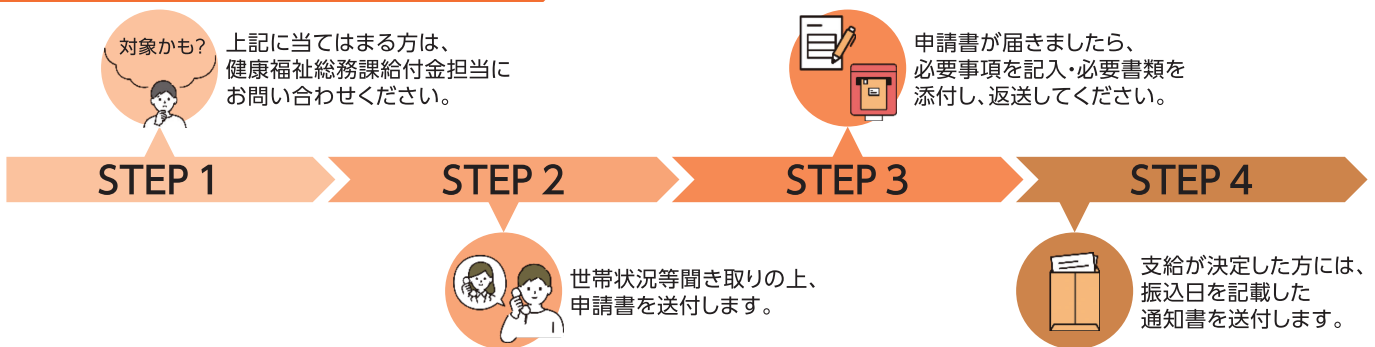 対象かも?
上記に当てはまる方は、
健康福祉総務課給付金担当に
お問い合わせください。
STEP 1
STEP 2
世帯状況等聞き取りの上、
申請書を送付します。
申請書が届きましたら、
必要事項を記入・必要書類を
添付し、返送してください。
STEP 3
STEP 4
支給が決定した方には、
振込日を記載した
通知書を送付します。